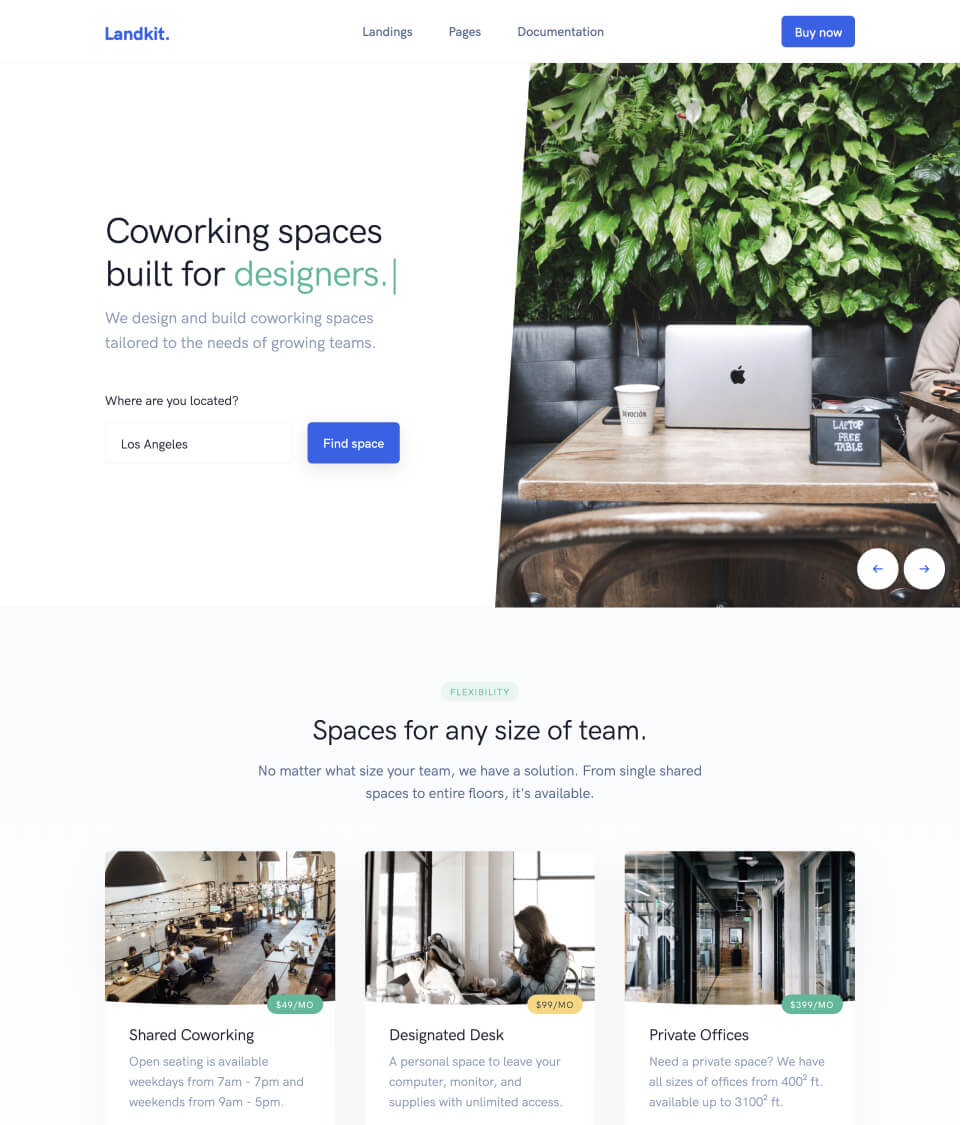 Landkit.
Landings
Pages
Documentation
Buy now
Coworking spaces
built for designers.|
We design and build coworking spaces
tailored to the needs of growing teams.
Where are you located?
Los Angeles
Find space
DEVOCIÓN
LAPTOP
FREE
TABLE
FLEXIBILITY
Spaces for any size of team.
No matter what size your team, we have a solution. From single shared
spaces to entire floors, it's available.
$49/MO
$99/MO
$399/MO
Shared Coworking
Open seating is available
weekdays from 7am - 7pm and
weekends from 9am - 5pm.
Designated Desk
A personal space to leave your
computer, monitor, and
supplies with unlimited access.
Private Offices
Need a private space? We have
all sizes of offices from 400² ft.
available up to 3100² ft.